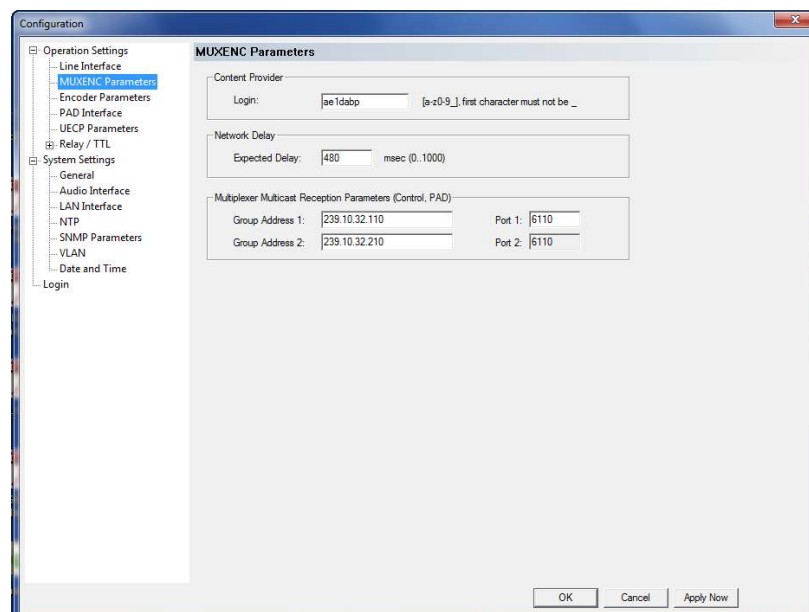 Configuration
Operation Settings
Line Interface
MUXENC Parameters
Encoder Parameters
PAD Interface
UECP Parameters
Relay / TTL
System Settings
General
Audio Interface
LAN Interface
NTP
SNMP Parameters
VLAN
Date and Time
Login
MUXENC Parameters
Content Provider
Login: ae1dabp [a-z0-9_], first character must not be _
Network Delay
Expected Delay: 480 msec (0..1000)
Multiplexer Multicast Reception Parameters (Control, PAD)
Group Address 1: 239.10.32.110 Port 1: 6110
Group Address 2: 239.10.32.210 Port 2: 6110
OK Cancel Apply Now